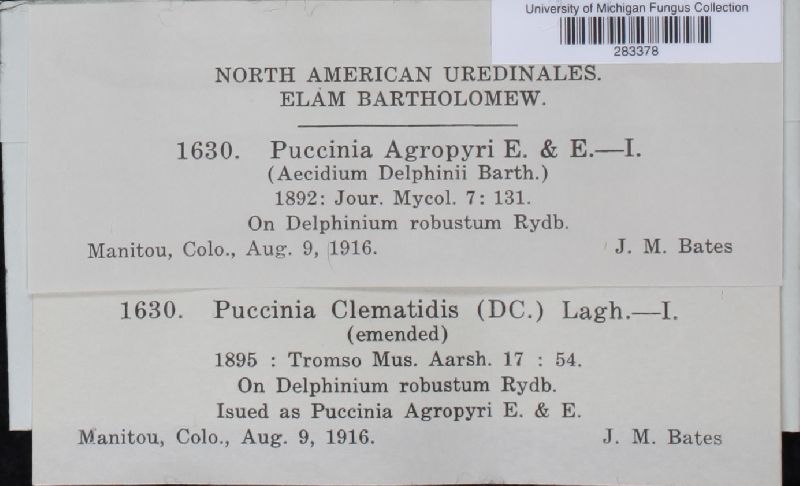 University of Michigan Fungus Collection
283378
NORTH AMERICAN UREDINALES.
ELAM BARTHOLOMEW.
1630. Puccinia Agropyri E. & E.—I.
(Aecidium Delphinii Barth.)
1892: Jour. Mycol. 7: 131.
On Delphinium robustum Rydb.
Manitou, Colo., Aug. 9, 1916. J. M. Bates
1630. Puccinia Clematidis (DC.) Lagh.—I.
(emended)
1895 : Tromso Mus. Aarsh. 17 : 54.
On Delphinium robustum Rydb.
Isued as Puccinia Agropyri E. & E.
Manitou, Colo., Aug. 9, 1916. J. M. Bates